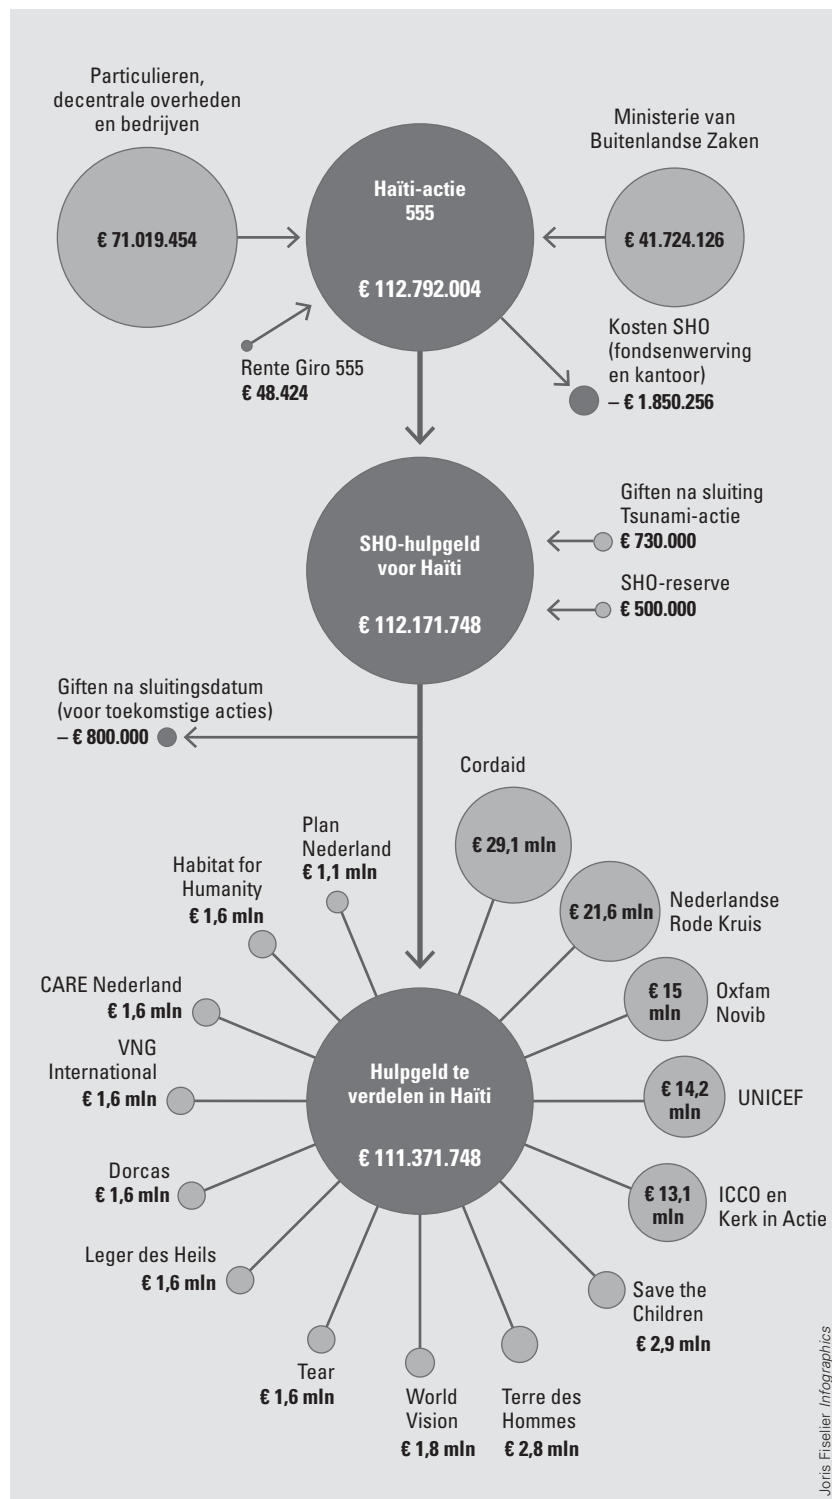 Particulieren,
decentrale overheden
en bedrijven
€ 71.019.454
Haïti-actie
555
€ 112.792.004
Ministerie van
Buitenlandse Zaken
€ 41.724.126
Rente Giro 555
€ 48.424
Kosten SHO
(fondsenwerving
en kantoor)
– € 1.850.256
SHO-hulpgeld
voor Haïti
€ 112.171.748
Giften na sluiting
Tsunami-actie
€ 730.000
SHO-reserve
€ 500.000
Giften na sluitingsdatum
(voor toekomstige acties)
– € 800.000
Cordaid
€ 29,1 mln
Nederlandse
Rode Kruis
€ 21,6 mln
Oxfam
Novib
€ 15
mln
UNICEF
€ 14,2
mln
ICCO en
Kerk in Actie
€ 13,1
mln
Save the
Children
€ 2,9 mln
Terre des
Hommes
€ 2,8 mln
World
Vision
€ 1,8 mln
Tear
€ 1,6 mln
Leger des Heils
€ 1,6 mln
Dorcas
€ 1,6 mln
VNG
International
€ 1,6 mln
CARE Nederland
€ 1,6 mln
Habitat for
Humanity
€ 1,6 mln
Plan
Nederland
€ 1,1 mln
Hulpgeld te
verdelen in Haïti
€ 111.371.748
Joris Fiselier Infographics